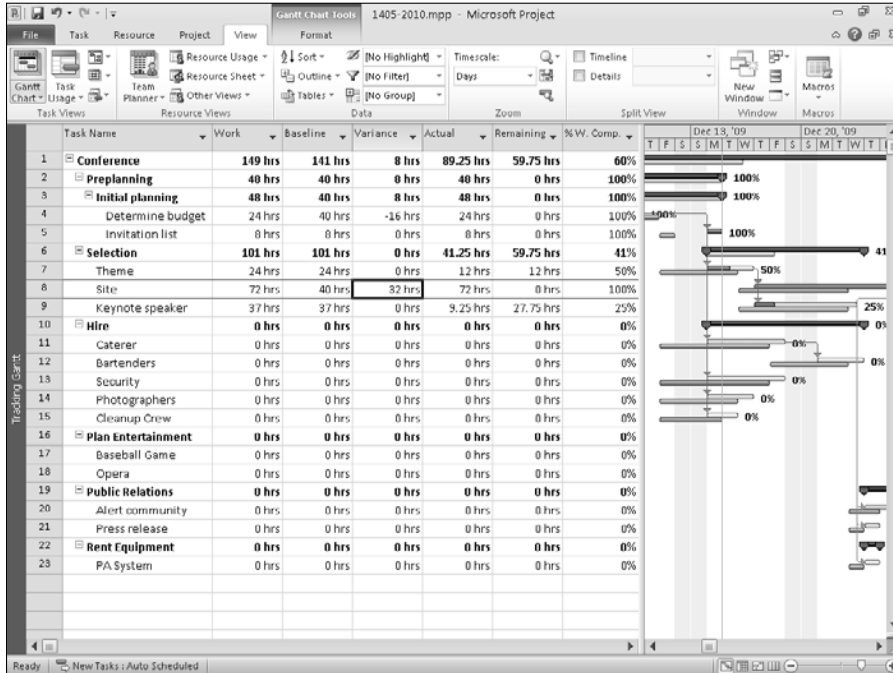 Gantt Chart Tools 1405-2010.mpp - Microsoft Project
File Task Resource Project View Format
Resource Usage Sort [No Highlight] Timescale: Timeline
Resource Sheet Outline [No Filter] Days Details
Gantt Chart Task Usage Team Planner Other Views Tables [No Group] New Window Macros
Task Views Resource Views Data Zoom Split View Window Macros
Task Name Work Baseline Variance Actual Remaining % W. Comp. Dec 13, '09 Dec 20, '09
T F S S M T W T F S S M T W T
1 Conference 149 hrs 141 hrs 8 hrs 89.25 hrs 59.75 hrs 60%
2 Preplanning 48 hrs 40 hrs 8 hrs 48 hrs 0 hrs 100% 100%
3 Initial planning 48 hrs 40 hrs 8 hrs 48 hrs 0 hrs 100% 100%
4 Determine budget 24 hrs 40 hrs -16 hrs 24 hrs 0 hrs 100% 100%
5 Invitation list 8 hrs 8 hrs 0 hrs 8 hrs 0 hrs 100% 100%
6 Selection 101 hrs 101 hrs 0 hrs 41.25 hrs 59.75 hrs 41% 41
7 Theme 24 hrs 24 hrs 0 hrs 12 hrs 12 hrs 50% 50%
8 Site 72 hrs 40 hrs 32 hrs 72 hrs 0 hrs 100%
9 Keynote speaker 37 hrs 37 hrs 0 hrs 9.25 hrs 27.75 hrs 25% 25%
10 Hire 0 hrs 0 hrs 0 hrs 0 hrs 0 hrs 0% 0%
11 Caterer 0 hrs 0 hrs 0 hrs 0 hrs 0 hrs 0% 0%
12 Bartenders 0 hrs 0 hrs 0 hrs 0 hrs 0 hrs 0% 0%
13 Security 0 hrs 0 hrs 0 hrs 0 hrs 0 hrs 0% 0%
14 Photographers 0 hrs 0 hrs 0 hrs 0 hrs 0 hrs 0% 0%
15 Cleanup Crew 0 hrs 0 hrs 0 hrs 0 hrs 0 hrs 0% 0%
16 Plan Entertainment 0 hrs 0 hrs 0 hrs 0 hrs 0 hrs 0%
17 Baseball Game 0 hrs 0 hrs 0 hrs 0 hrs 0 hrs 0%
18 Opera 0 hrs 0 hrs 0 hrs 0 hrs 0 hrs 0%
19 Public Relations 0 hrs 0 hrs 0 hrs 0 hrs 0 hrs 0%
20 Alert community 0 hrs 0 hrs 0 hrs 0 hrs 0 hrs 0%
21 Press release 0 hrs 0 hrs 0 hrs 0 hrs 0 hrs 0%
22 Rent Equipment 0 hrs 0 hrs 0 hrs 0 hrs 0 hrs 0%
23 PA System 0 hrs 0 hrs 0 hrs 0 hrs 0 hrs 0%
Tracking Gantt
Ready New Tasks : Auto Scheduled